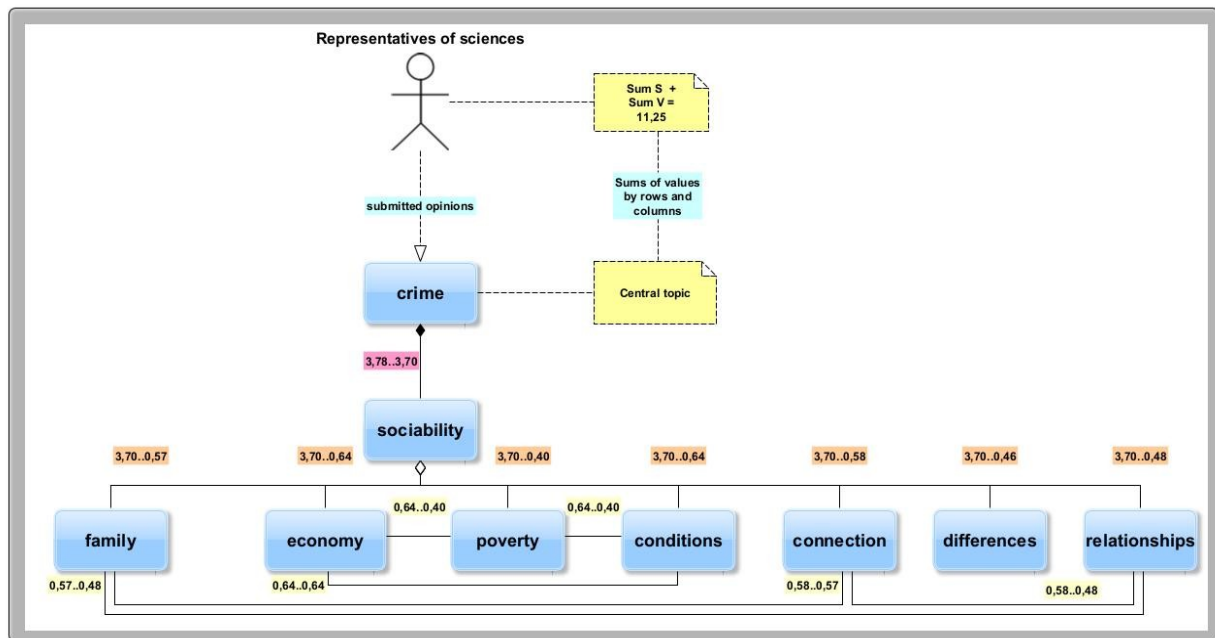 Representatives of sciences
Sum S +
Sum V =
11,25
submitted opinions
Sums of values
by rows and
columns
crime
Central topic
3,78..3,70
sociability
3,70..0,57
3,70..0,64
3,70..0,40
3,70..0,64
3,70..0,58
3,70..0,46
3,70..0,48
0,64..0,40
0,64..0,40
family
economy
poverty
conditions
connection
differences
relationships
0,57..0,48
0,64..0,64
0,58..0,57
0,58..0,48